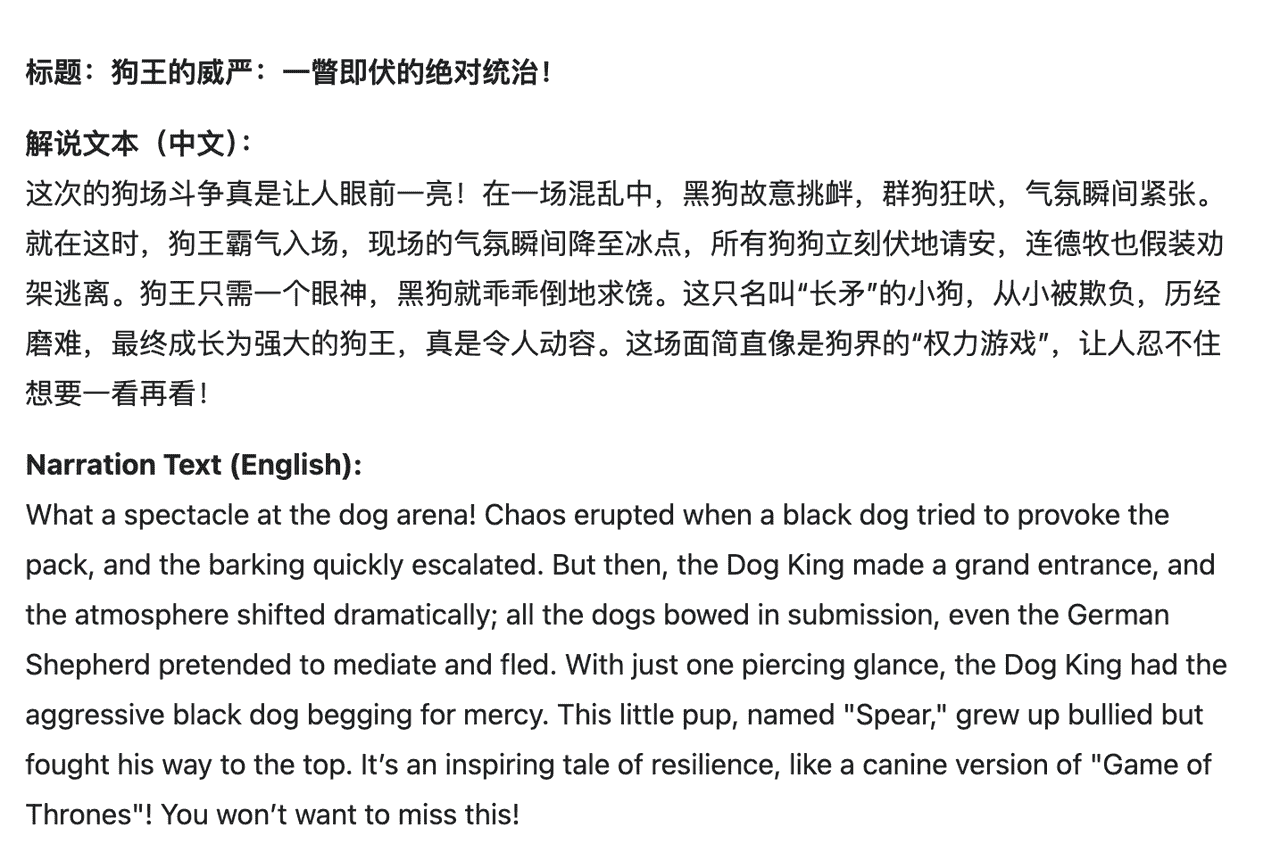 标题：狗王的威严：一瞥即伏的绝对统治！
解说文本（中文）：
这次的狗场斗争真是让人眼前一亮！在一场混乱中，黑狗故意挑衅，群狗狂吠，气氛瞬间紧张。
就在这时，狗王霸气入场，现场的气氛瞬间降至冰点，所有狗狗立刻伏地请安，连德牧也假装劝
架逃离。狗王只需一个眼神，黑狗就乖乖倒地求饶。这只名叫“长矛”的小狗，从小被欺负，历经
磨难，最终成长为强大的狗王，真是令人动容。这场面简直像是狗界的“权力游戏”，让人忍不住
想要一看再看！
Narration Text (English):
What a spectacle at the dog arena! Chaos erupted when a black dog tried to provoke the
pack, and the barking quickly escalated. But then, the Dog King made a grand entrance, and
the atmosphere shifted dramatically; all the dogs bowed in submission, even the German
Shepherd pretended to mediate and fled. With just one piercing glance, the Dog King had the
aggressive black dog begging for mercy. This little pup, named "Spear," grew up bullied but
fought his way to the top. It’s an inspiring tale of resilience, like a canine version of "Game of
Thrones"! You won’t want to miss this!